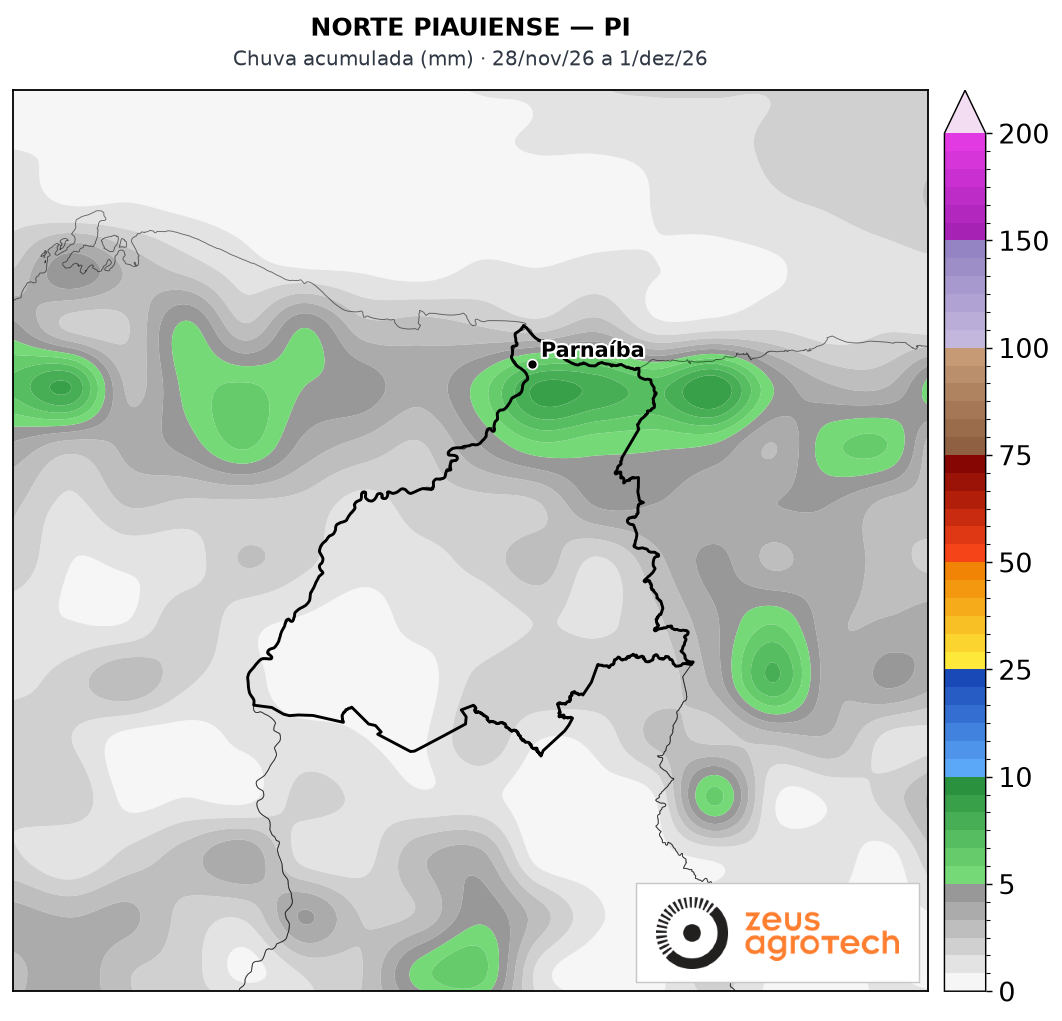 NORTE PIAUIENSE — PI
Chuva acumulada (mm) · 28/nov/26 a 1/dez/26
Parnaíba
200
150
100
75
50
25
10
5
0
zeus
agrotech